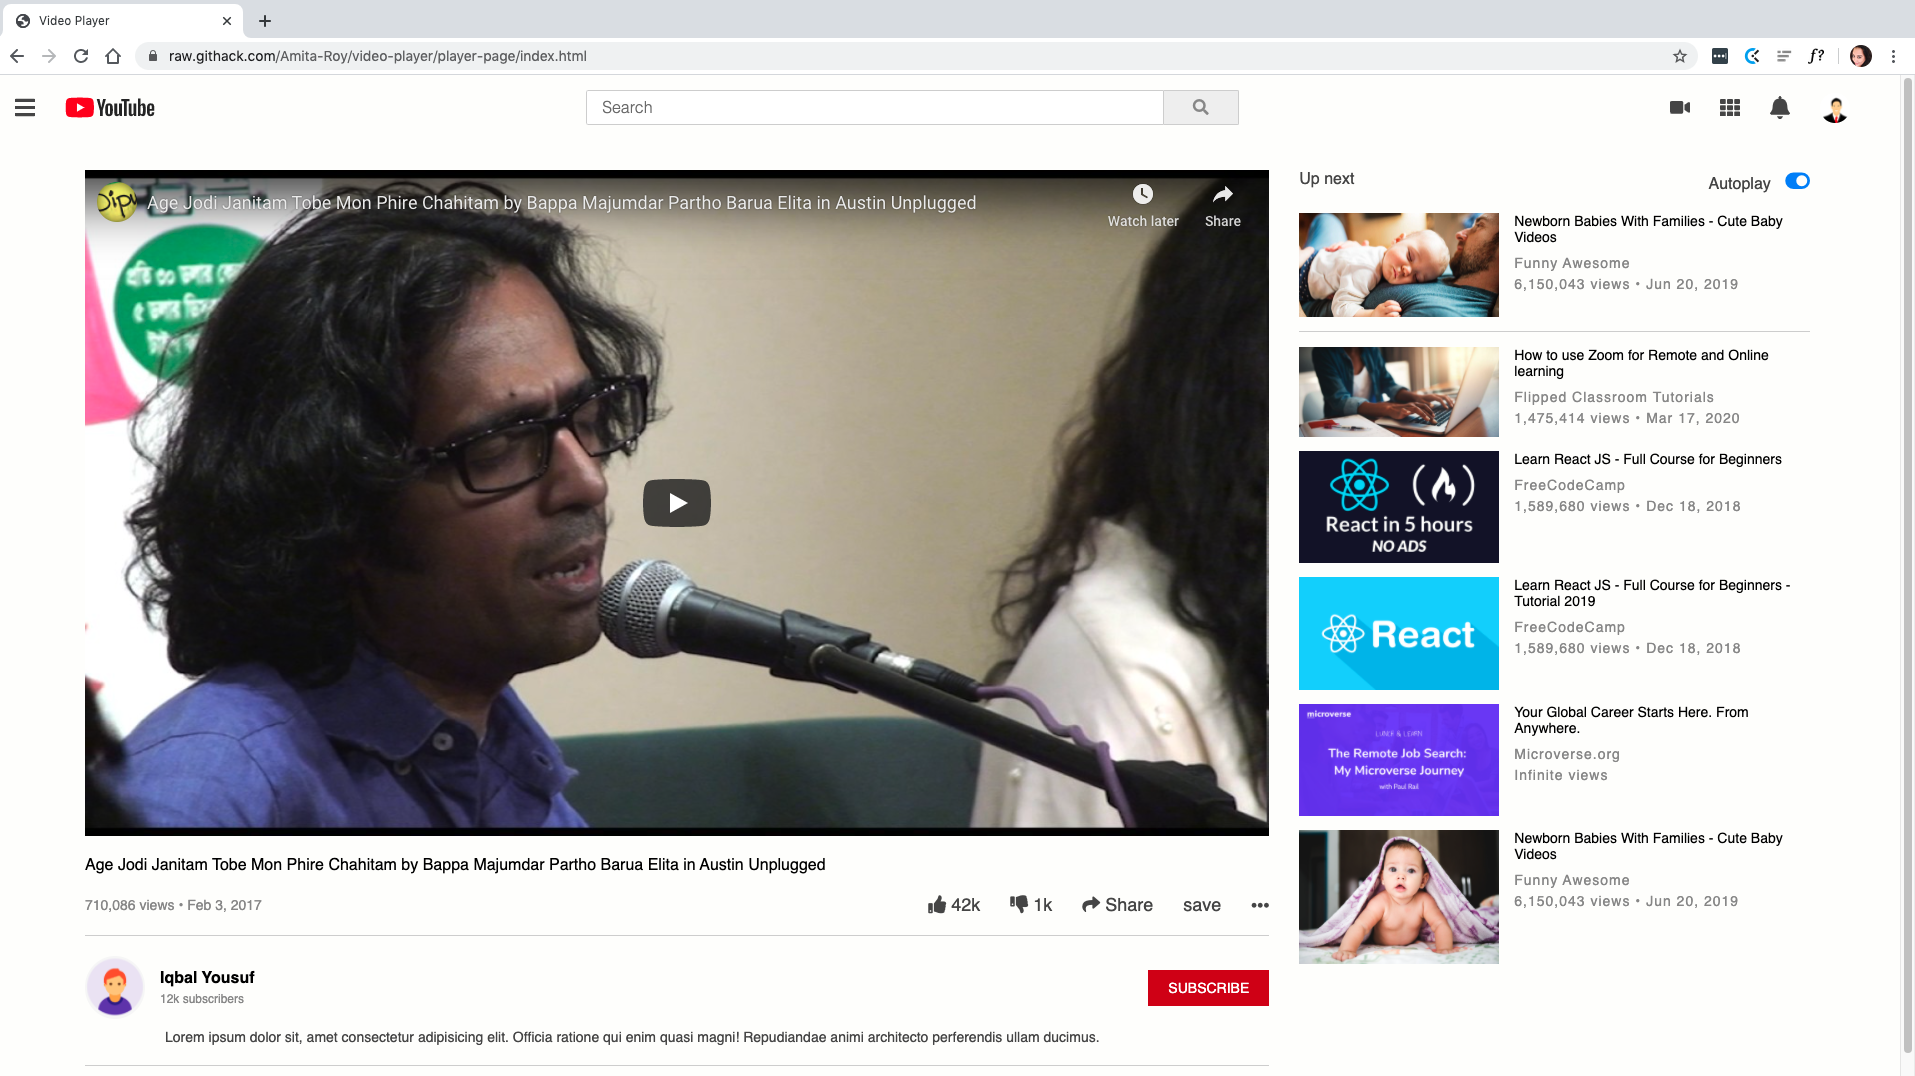 Video Player
raw.githack.com/Amita-Roy/video-player/player-page/index.html
f?
YouTube
Search
Age Jodi Janitam Tobe Mon Phire Chahitam by Bappa Majumdar Partho Barua Elita in Austin Unplugged
Watch later
Share
প্রতি ৩০ ডলার
৫ ডলার
Age Jodi Janitam Tobe Mon Phire Chahitam by Bappa Majumdar Partho Barua Elita in Austin Unplugged
710,086 views • Feb 3, 2017
42k
1k
Share
save
Iqbal Yousuf
12k subscribers
SUBSCRIBE
Lorem ipsum dolor sit, amet consectetur adipisicing elit. Officia ratione qui enim quasi magni! Repudiandae animi architecto perferendis ullam ducimus.
Up next
Autoplay
Newborn Babies With Families - Cute Baby
Videos
Funny Awesome
6,150,043 views • Jun 20, 2019
How to use Zoom for Remote and Online
learning
Flipped Classroom Tutorials
1,475,414 views • Mar 17, 2020
React in 5 hours
NO ADS
Learn React JS - Full Course for Beginners
FreeCodeCamp
1,589,680 views • Dec 18, 2018
React
Learn React JS - Full Course for Beginners -
Tutorial 2019
FreeCodeCamp
1,589,680 views • Dec 18, 2018
microverse
LUNCH & LEARN
The Remote Job Search:
My Microverse Journey
with Paul Rail
Your Global Career Starts Here. From
Anywhere.
Microverse.org
Infinite views
Newborn Babies With Families - Cute Baby
Videos
Funny Awesome
6,150,043 views • Jun 20, 2019